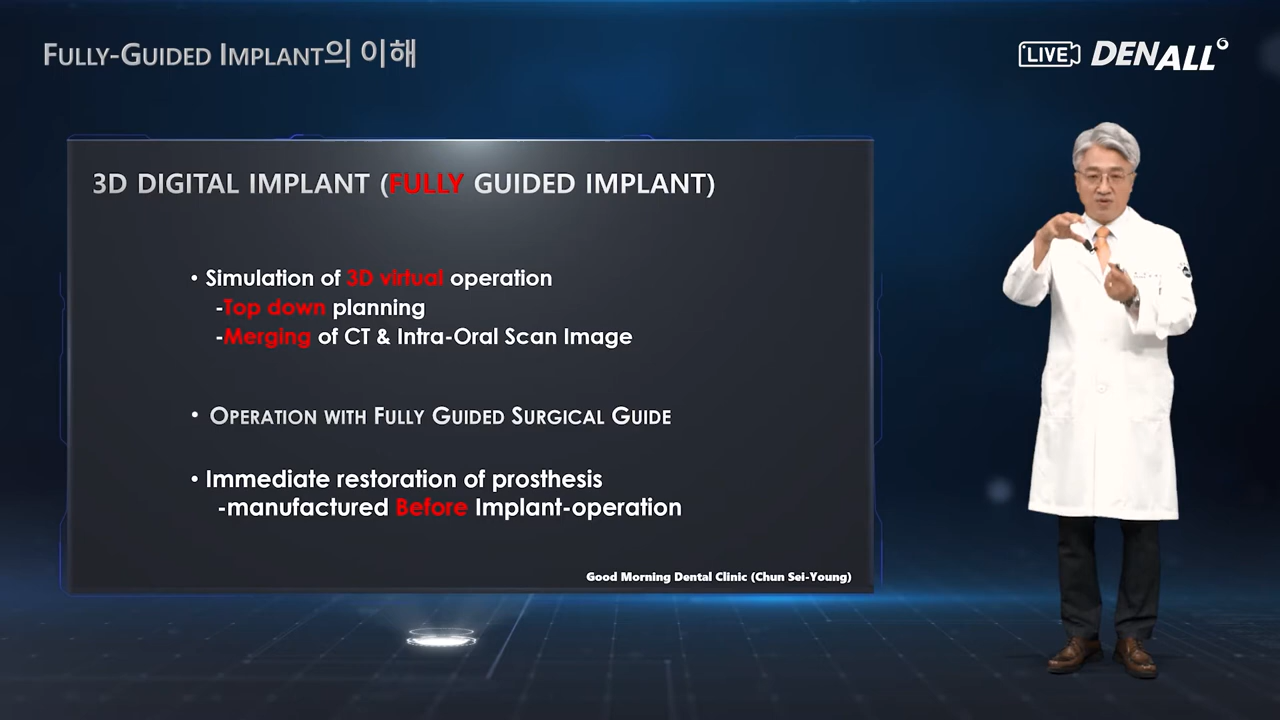 FULLY-GUIDED IMPLANT의 이해
LIVE DENALL
3D DIGITAL IMPLANT (FULLY GUIDED IMPLANT)
• Simulation of 3D virtual operation
-Top down planning
-Merging of CT & Intra-Oral Scan Image
• OPERATION WITH FULLY GUIDED SURGICAL GUIDE
• Immediate restoration of prosthesis
-manufactured Before Implant-operation
Good Morning Dental Clinic (Chun Sei-Young)